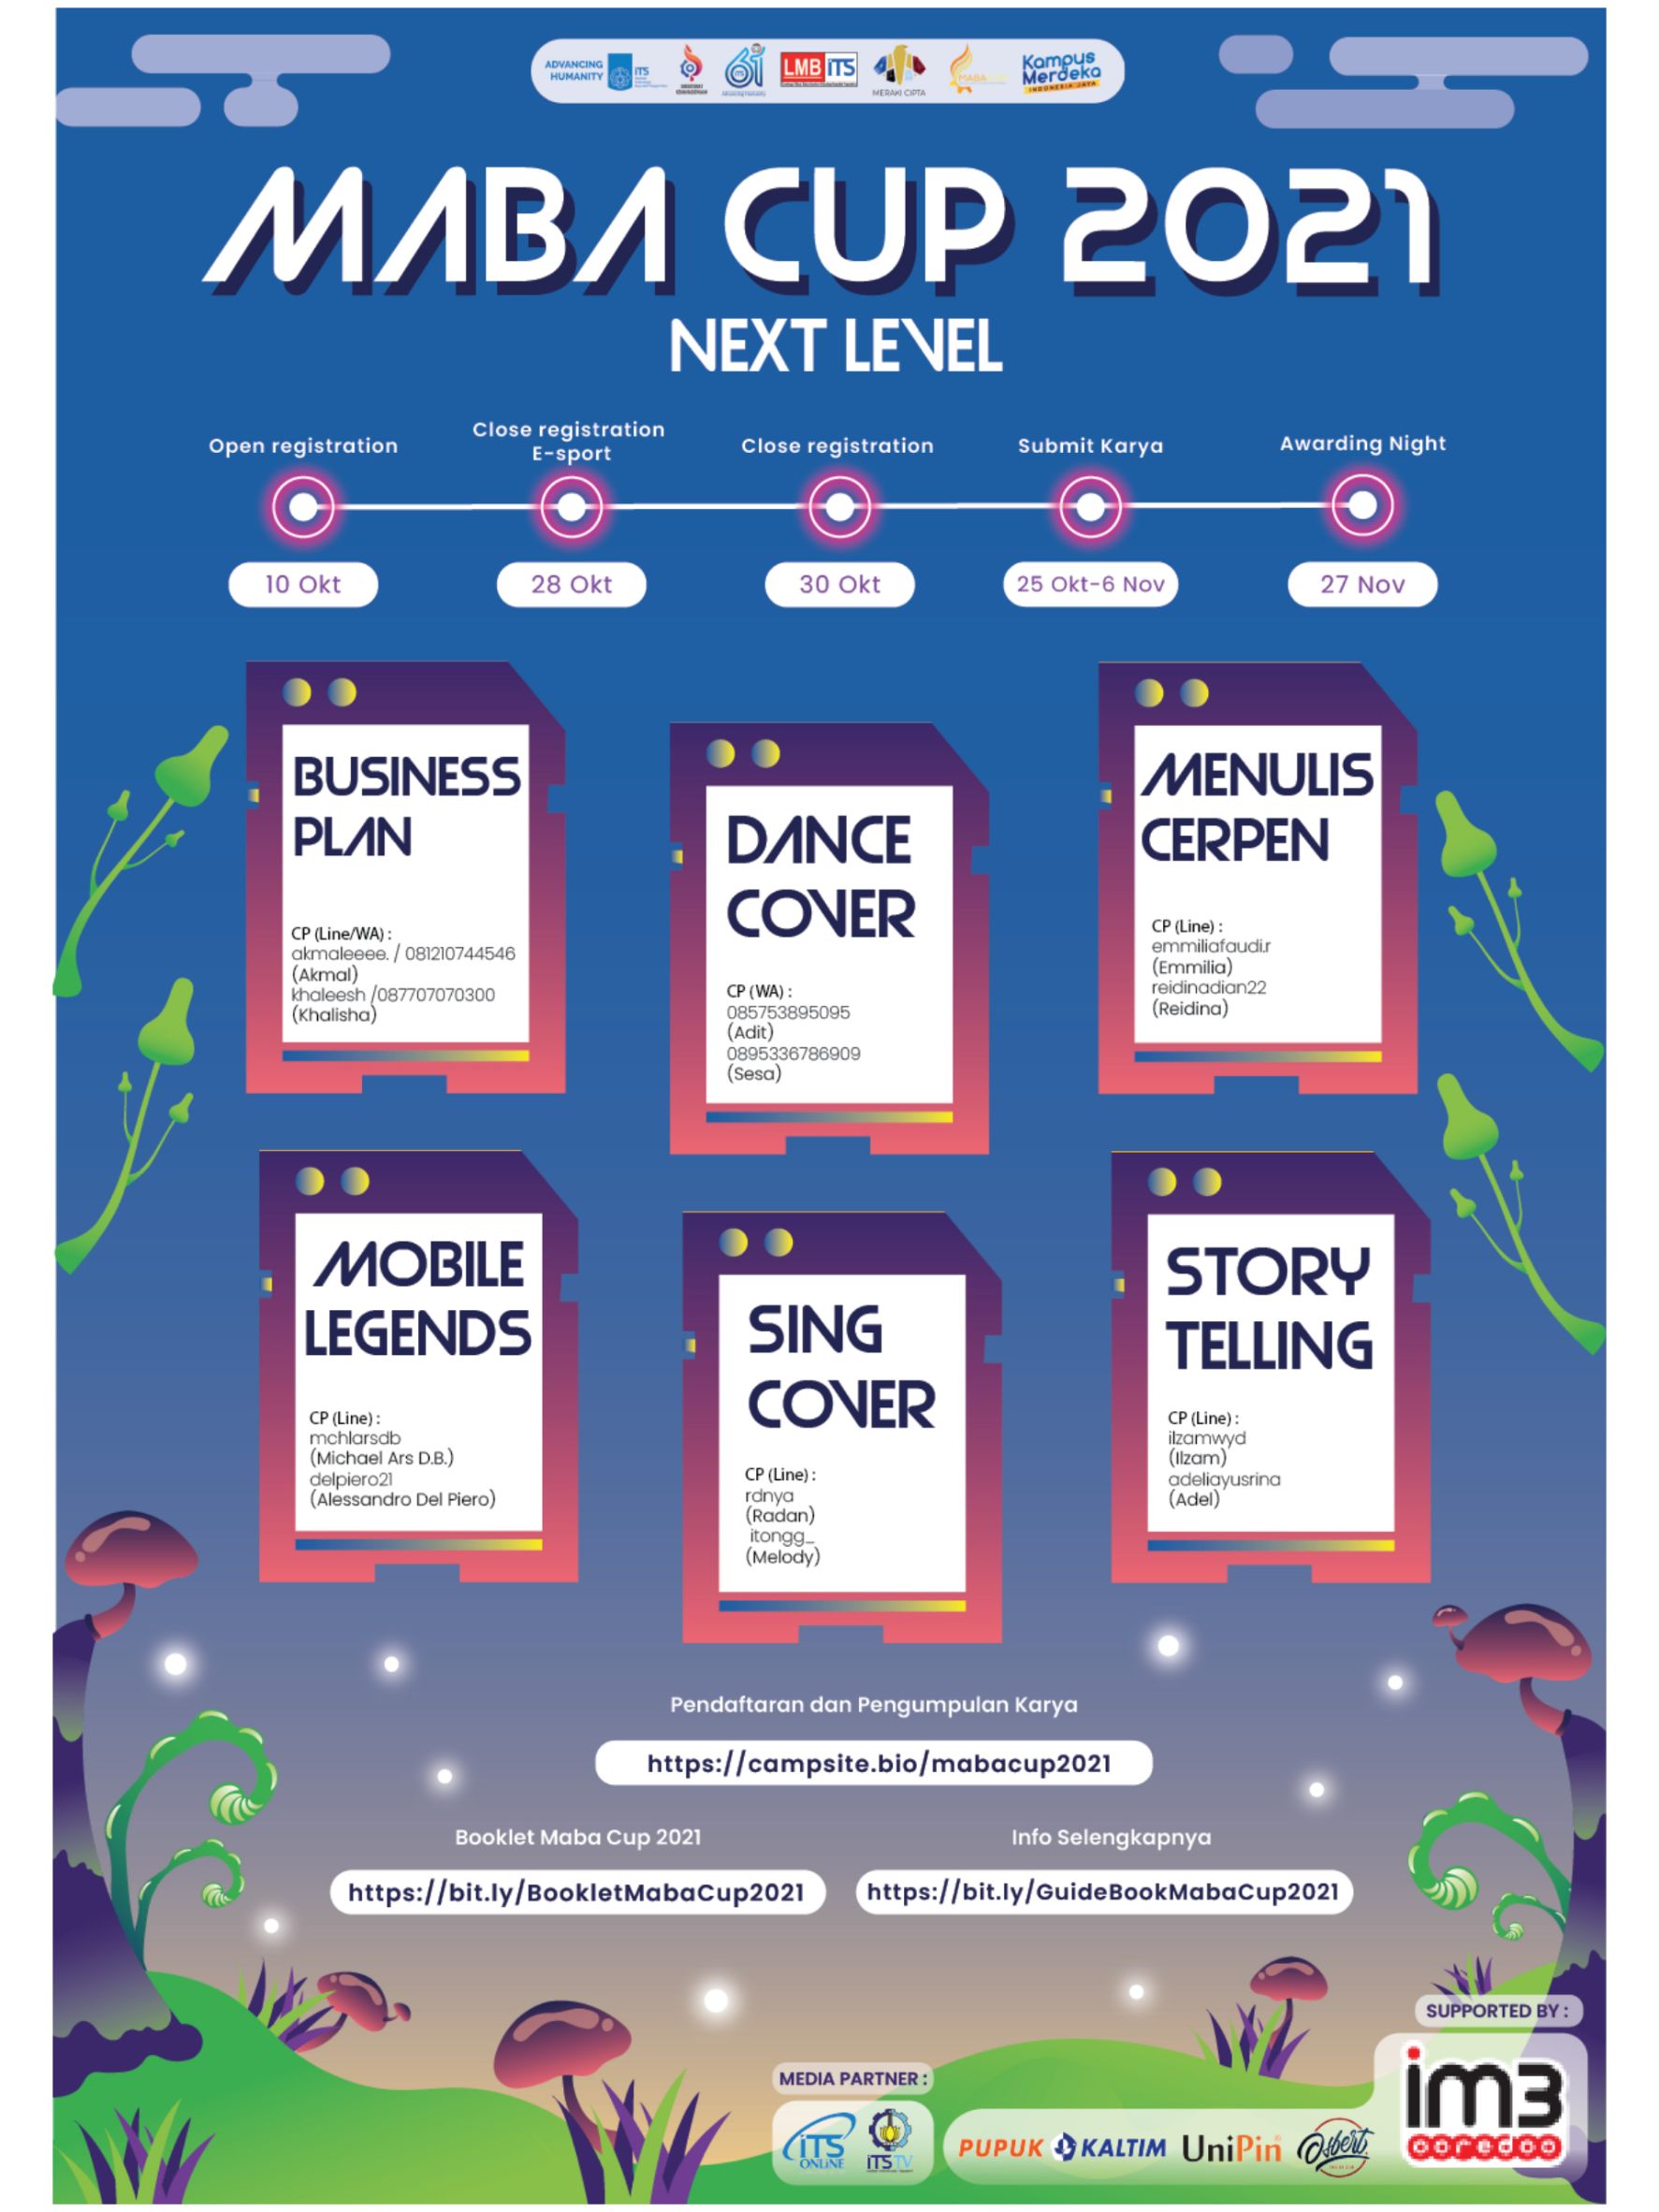 ADVANCING
HUMANITY
ITS
LMB ITS
MERAKI CIPTA
MABA
Kampus
Merdeka
INDONESIA JAYA
MABA CUP 2021
NEXT LEVEL
Open registration
10 Okt
Close registration
E-sport
28 Okt
Close registration
30 Okt
Submit Karya
25 Okt-6 Nov
Awarding Night
27 Nov
BUSINESS
PLAN
CP (Line/WA) :
akmaleeee. / 081210744546
(Akmal)
khaleesh /087707070300
(Khalisha)
DANCE
COVER
CP (WA) :
085753895095
(Adit)
0895336786909
(Sesa)
MENULIS
CERPEN
CP (Line) :
emmiliafaudi.r
(Emmilia)
reidinadian22
(Reidina)
MOBILE
LEGENDS
CP (Line) :
mchlarsdb
(Michael Ars D.B.)
delpiero21
(Alessandro Del Piero)
SING
COVER
CP (Line) :
rdnya
(Radan)
itongg_
(Melody)
STORY
TELLING
CP (Line) :
ilzamwyd
(Ilzam)
adeliayusrina
(Adel)
Pendaftaran dan Pengumpulan Karya
https://campsite.bio/mabacup2021
Booklet Maba Cup 2021
https://bit.ly/BookletMabaCup2021
Info Selengkapnya
https://bit.ly/GuideBookMabaCup2021
MEDIA PARTNER :
iTS
ONLINE
iTS TV
PUPUK KALTIM
UniPin
Osbert
SUPPORTED BY :
im3
ooredoo